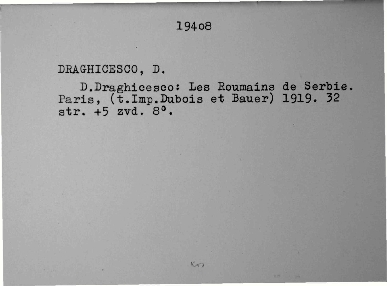 19408
DRAGHICESCO, D.
D.Draghicesco: Les Roumains de Serbie.
Paris, (t.Imp.Dubois et Bauer) 1919. 32
str. +5 zvd. 8°.